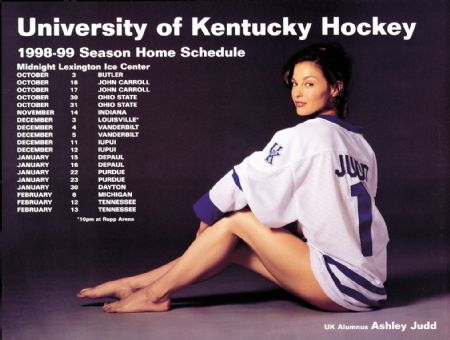 University of Kentucky Hockey
1998-99 Season Home Schedule
Midnight Lexington Ice Center
OCTOBER 3 BUTLER
OCTOBER 16 JOHN CARROLL
OCTOBER 17 JOHN CARROLL
OCTOBER 30 OHIO STATE
OCTOBER 31 OHIO STATE
NOVEMBER 14 INDIANA
DECEMBER 3 LOUISVILLE*
DECEMBER 4 VANDERBILT
DECEMBER 5 VANDERBILT
DECEMBER 11 IUPUI
DECEMBER 12 IUPUI
JANUARY 15 DEPAUL
JANUARY 16 DEPAUL
JANUARY 22 PURDUE
JANUARY 23 PURDUE
JANUARY 30 DAYTON
FEBRUARY 6 MICHIGAN
FEBRUARY 12 TENNESSEE
FEBRUARY 13 TENNESSEE
*10pm at Rupp Arena
UK
JUDD
1
UK Alumnus Ashley Judd